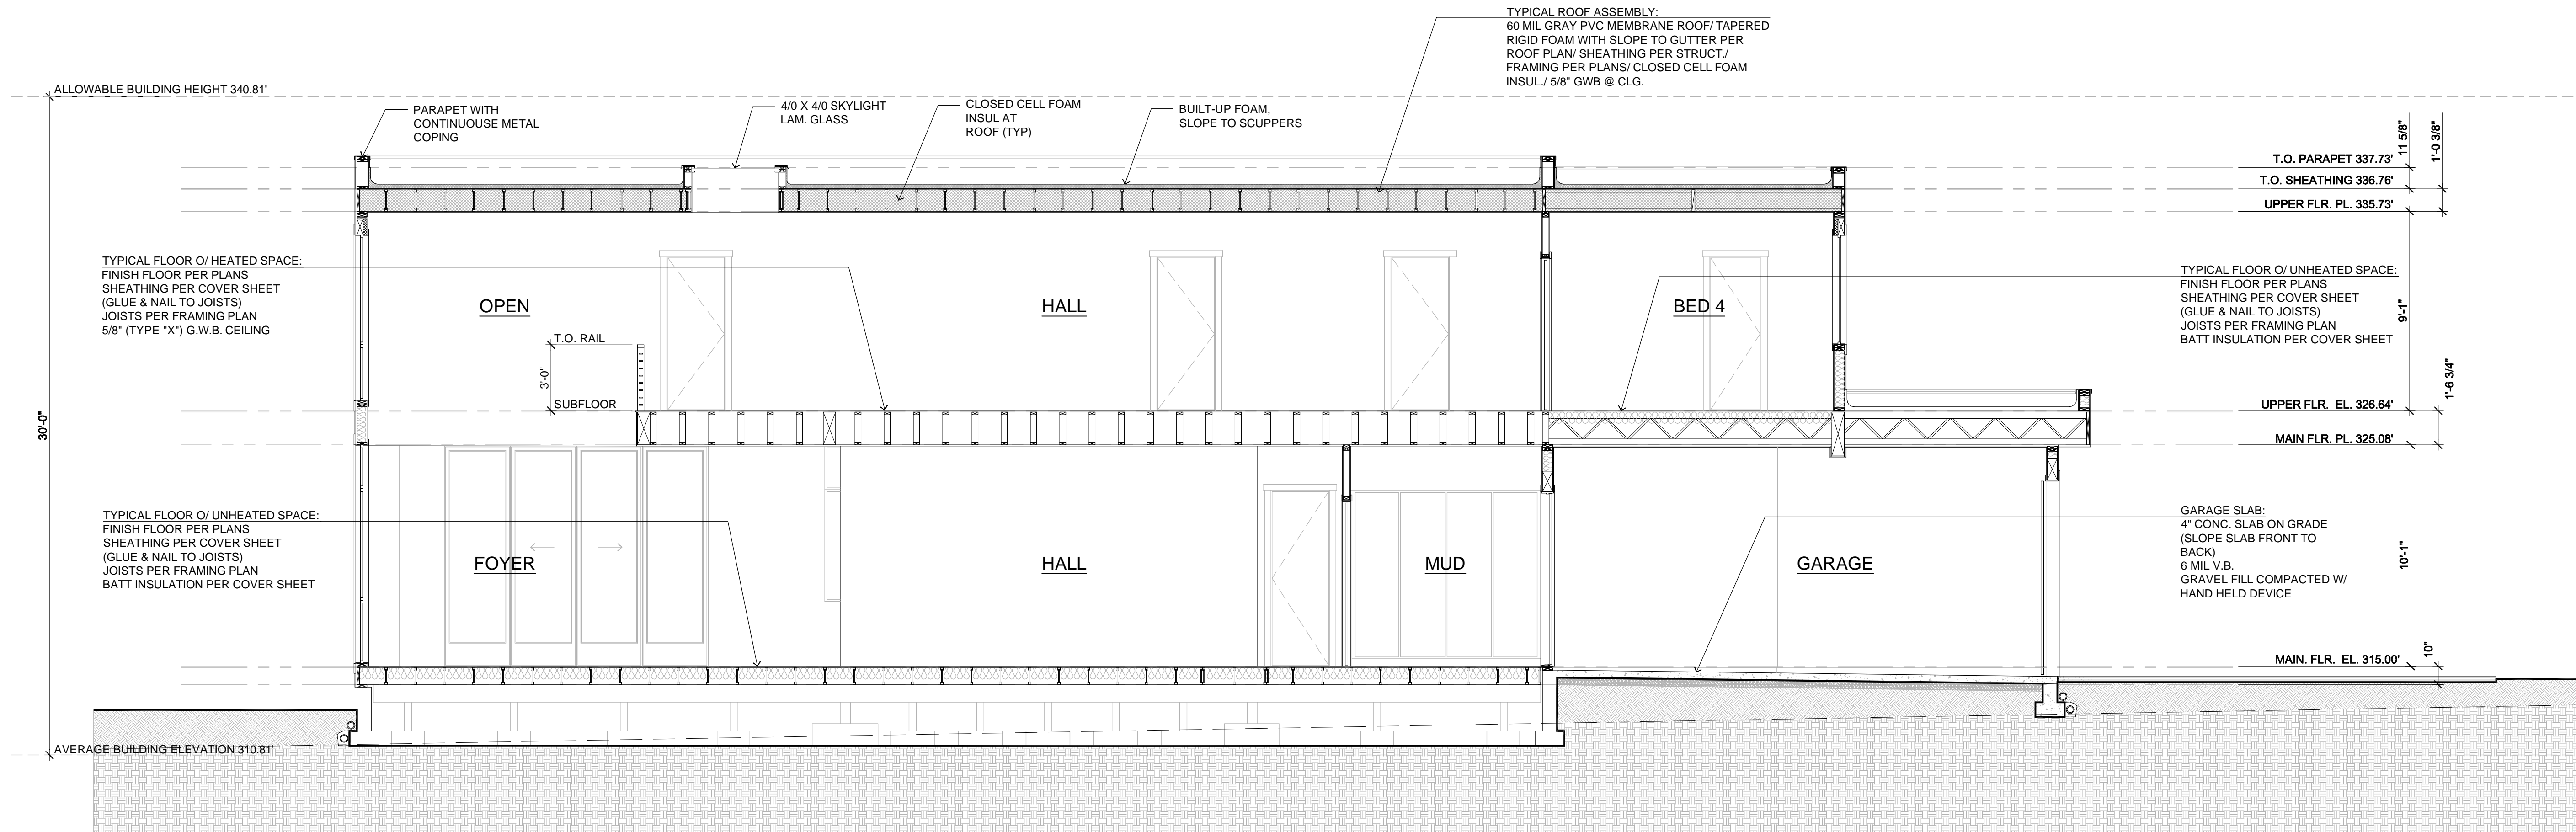 TYPICAL ROOF ASSEMBLY:
60 MIL GRAY PVC MEMBRANE ROOF/ TAPERED
RIGID FOAM WITH SLOPE TO GUTTER PER
ROOF PLAN/ SHEATHING PER STRUCT./
FRAMING PER PLANS/ CLOSED CELL FOAM
INSUL./ 5/8" GWB @ CLG.
ALLOWABLE BUILDING HEIGHT 340.81'
PARAPET WITH
CONTINUOUSE METAL
COPING
4/0 X 4/0 SKYLIGHT
LAM. GLASS
CLOSED CELL FOAM
INSUL AT
ROOF (TYP)
BUILT-UP FOAM,
SLOPE TO SCUPPERS
11 5/8"
1'-0 3/8"
T.O. PARAPET 337.73'
T.O. SHEATHING 336.76'
UPPER FLR. PL. 335.73'
TYPICAL FLOOR O/ HEATED SPACE:
FINISH FLOOR PER PLANS
SHEATHING PER COVER SHEET
(GLUE & NAIL TO JOISTS)
JOISTS PER FRAMING PLAN
5/8" (TYPE "X") G.W.B. CEILING
OPEN
HALL
BED 4
TYPICAL FLOOR O/ UNHEATED SPACE:
FINISH FLOOR PER PLANS
SHEATHING PER COVER SHEET
(GLUE & NAIL TO JOISTS)
JOISTS PER FRAMING PLAN
BATT INSULATION PER COVER SHEET
9'-1"
T.O. RAIL
3'-0"
SUBFLOOR
1'-6 3/4"
UPPER FLR. EL. 326.64'
MAIN FLR. PL. 325.08'
30'-0"
TYPICAL FLOOR O/ UNHEATED SPACE:
FINISH FLOOR PER PLANS
SHEATHING PER COVER SHEET
(GLUE & NAIL TO JOISTS)
JOISTS PER FRAMING PLAN
BATT INSULATION PER COVER SHEET
FOYER
HALL
MUD
GARAGE
GARAGE SLAB:
4" CONC. SLAB ON GRADE
(SLOPE SLAB FRONT TO
BACK)
6 MIL V.B.
GRAVEL FILL COMPACTED W/
HAND HELD DEVICE
10'-1"
10"
MAIN. FLR. EL. 315.00'
AVERAGE BUILDING ELEVATION 310.81'